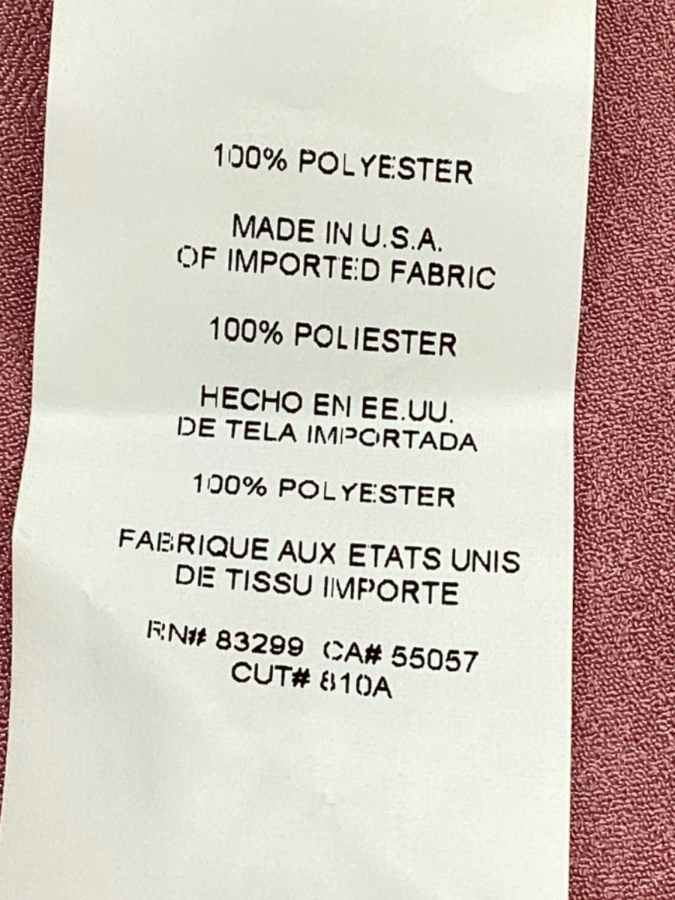 100% POLYESTER
MADE IN U.S.A.
OF IMPORTED FABRIC
100% POLIESTER
HECHO EN EE.UU.
DE TELA IMPORTADA
100% POLYESTER
FABRIQUE AUX ETATS UNIS
DE TISSU IMPORTE
RN# 83299 CA# 55057
CUT# 810A